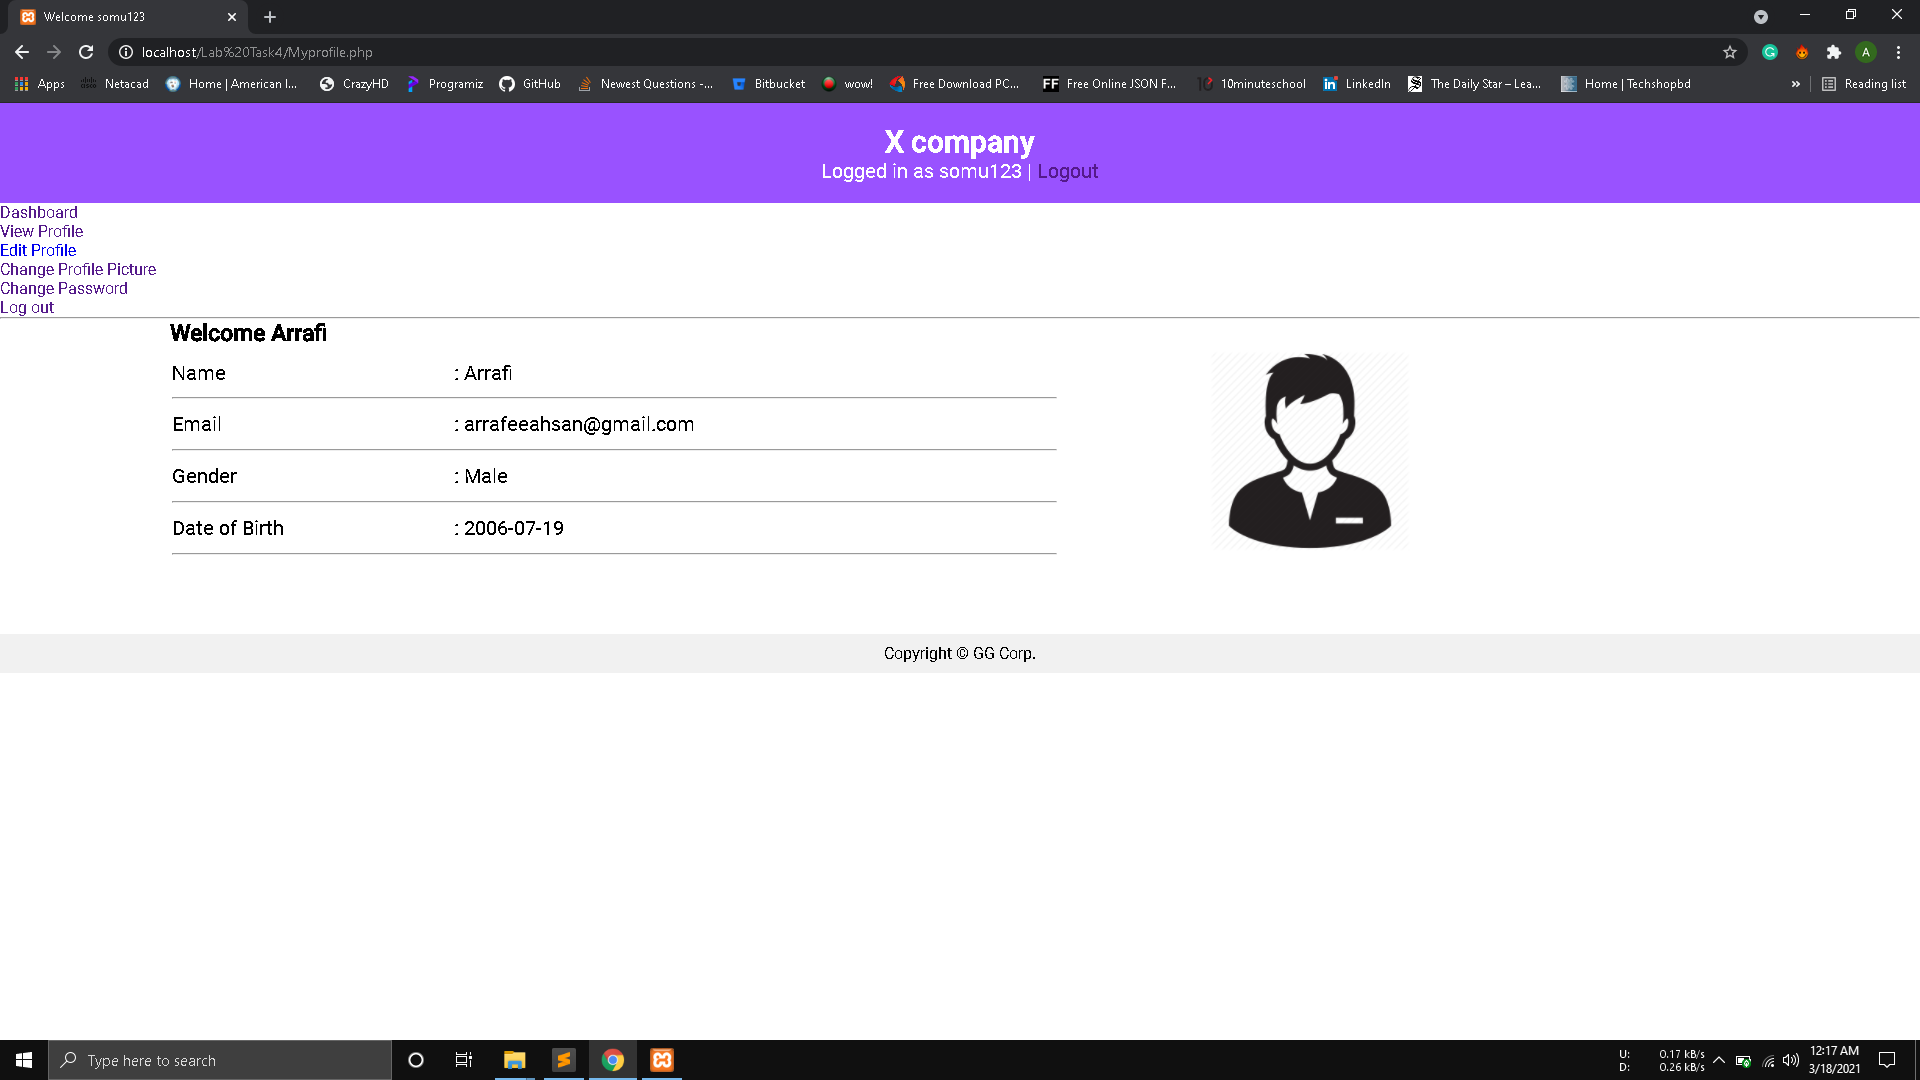 Welcome somu123
localhost/Lab%20Task4/Myprofile.php
A
Apps Netacad Home | American I... CrazyHD Programiz GitHub Newest Questions -... Bitbucket wow! Free Download PC... FF Free Online JSON F... 10 10minuteschool in LinkedIn The Daily Star – Lea... Home | Techshopbd » Reading list
X company
Logged in as somu123 | Logout
Dashboard
View Profile
Edit Profile
Change Profile Picture
Change Password
Log out
Welcome Arrafi
Name : Arrafi
Email : arrafeeahsan@gmail.com
Gender : Male
Date of Birth : 2006-07-19
Copyright © GG Corp.
Type here to search
U: 0.17 kB/s
D: 0.26 kB/s
12:17 AM
3/18/2021